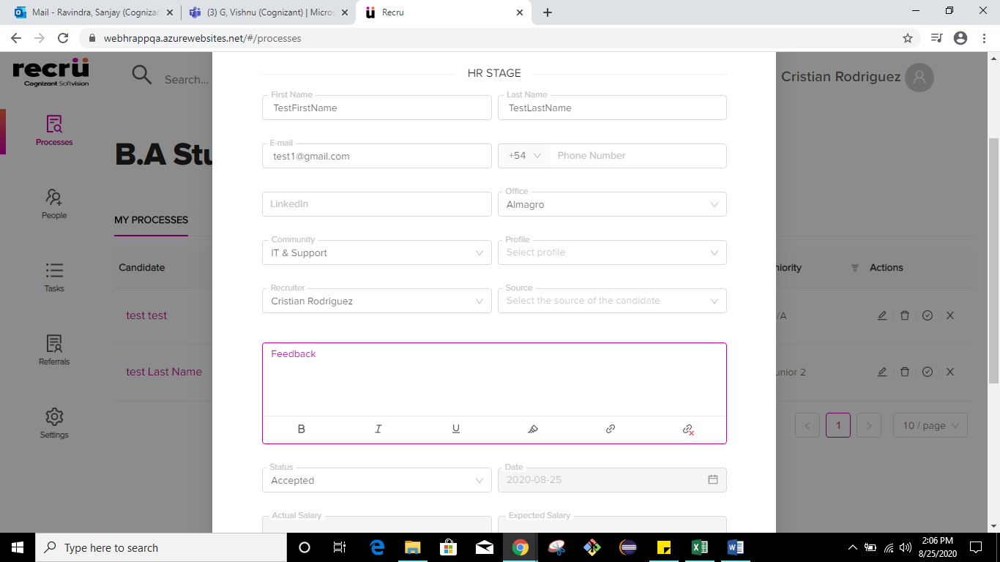 Mail - Ravindra, Sanjay (Cognizan
(3) G, Vishnu (Cognizant) | Micros
Recru
webhrappqa.azurewebsites.net/#/processes
recru
Cognizant Softvision
Search...
Cristian Rodriguez
Processes
People
Tasks
Referrals
Settings
B.A Stu
MY PROCESSES
Candidate
niority
Actions
test test
/A
test Last Name
unior 2
<
1
>
10 / page
HR STAGE
First Name
TestFirstName
Last Name
TestLastName
E-mail
test1@gmail.com
+54
Phone Number
LinkedIn
Office
Almagro
Community
IT & Support
Profile
Select profile
Recruiter
Cristian Rodriguez
Source
Select the source of the candidate
Feedback
B I U
Status
Accepted
Date
2020-08-25
Actual Salary
Expected Salary
Type here to search
2:06 PM
8/25/2020